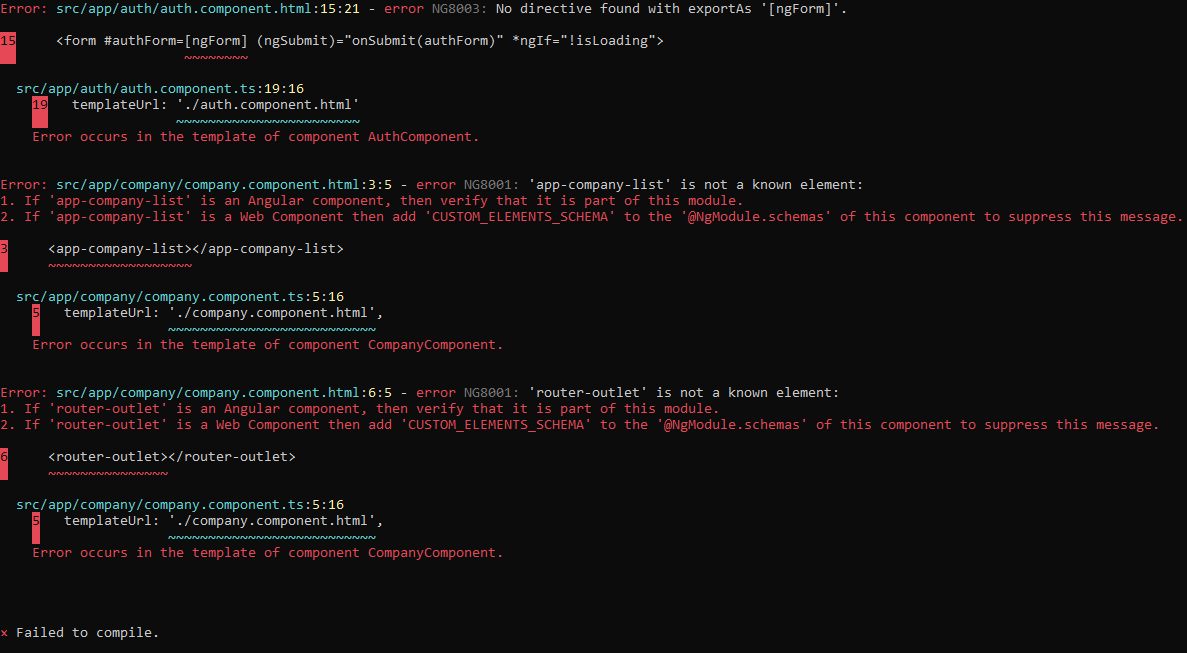 Error: src/app/auth/auth.component.html:15:21 - error NG8003: No directive found with exportAs '[ngForm]'.
15     <form #authForm=[ngForm] (ngSubmit)="onSubmit(authForm)" *ngIf="!isLoading">
~~~~~~~~
src/app/auth/auth.component.ts:19:16
19   templateUrl: './auth.component.html'
~~~~~~~~~~~~~~~~~~~~~~~
Error occurs in the template of component AuthComponent.
Error: src/app/company/company.component.html:3:5 - error NG8001: 'app-company-list' is not a known element:
1. If 'app-company-list' is an Angular component, then verify that it is part of this module.
2. If 'app-company-list' is a Web Component then add 'CUSTOM_ELEMENTS_SCHEMA' to the '@NgModule.schemas' of this component to suppress this message.
3     <app-company-list></app-company-list>
~~~~~~~~~~~~~~~~~~
src/app/company/company.component.ts:5:16
5   templateUrl: './company.component.html',
~~~~~~~~~~~~~~~~~~~~~~~~~~
Error occurs in the template of component CompanyComponent.
Error: src/app/company/company.component.html:6:5 - error NG8001: 'router-outlet' is not a known element:
1. If 'router-outlet' is an Angular component, then verify that it is part of this module.
2. If 'router-outlet' is a Web Component then add 'CUSTOM_ELEMENTS_SCHEMA' to the '@NgModule.schemas' of this component to suppress this message.
6     <router-outlet></router-outlet>
~~~~~~~~~~~~~~~
src/app/company/company.component.ts:5:16
5   templateUrl: './company.component.html',
~~~~~~~~~~~~~~~~~~~~~~~~~~
Error occurs in the template of component CompanyComponent.
× Failed to compile.